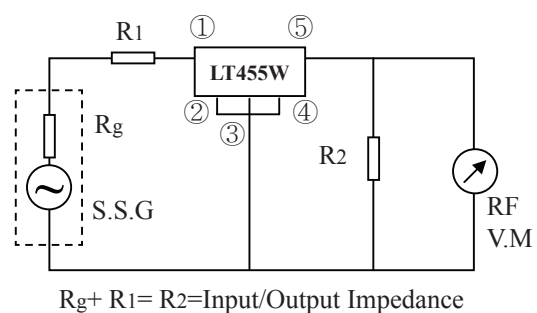 R1
①
⑤
LT455W
②
③
④
Rg
S.S.G
R2
RF
V.M
Rg+ R1= R2=Input/Output Impedance